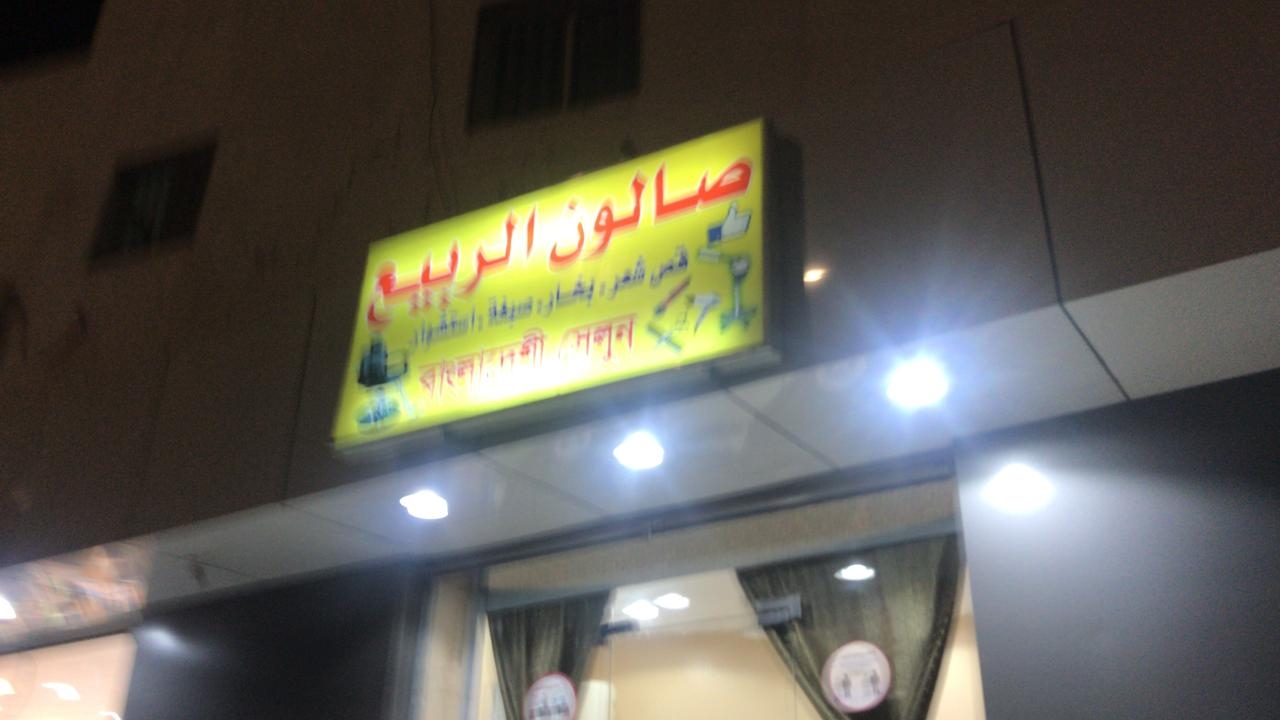 صالون الربيع
قص شعر، بخار، صبغة، استشوار
বাংলাদেশী সেলুন